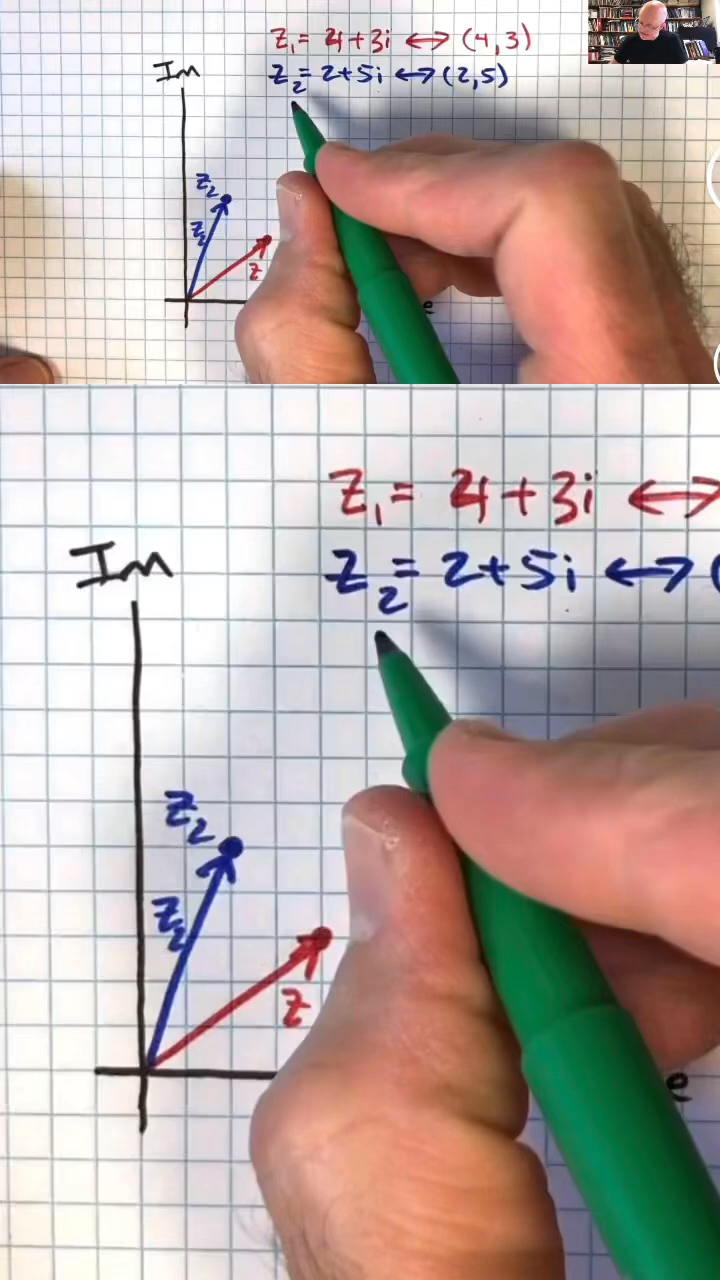 z₁ = 4+3i ↔ (4,3)
z₂ = 2+5i ↔ (2,5)
Im
z₂
z₂
z
e
z₁ = 4+3i ↔
z₂ = 2+5i ↔ (
Im
z₂
z₂
z
e